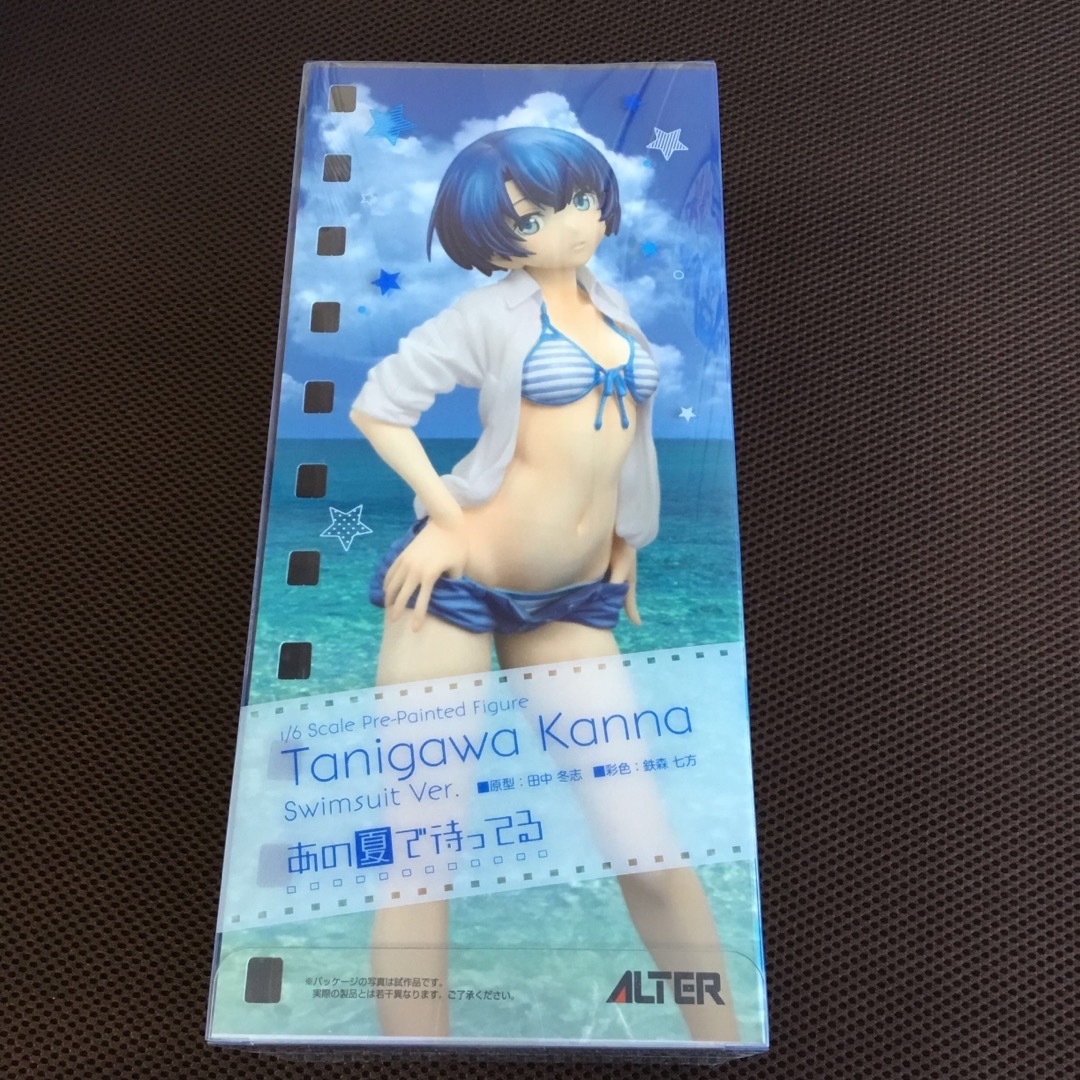 1/6 Scale Pre-Painted Figure
Tanigawa Kanna
Swimsuit Ver. ■原型：田中 冬志 ■彩色：鉄森 七方
あの夏で待ってる
※パッケージの写真は試作品です。
実際の製品とは若干異なります。ご了承ください。
ALTER